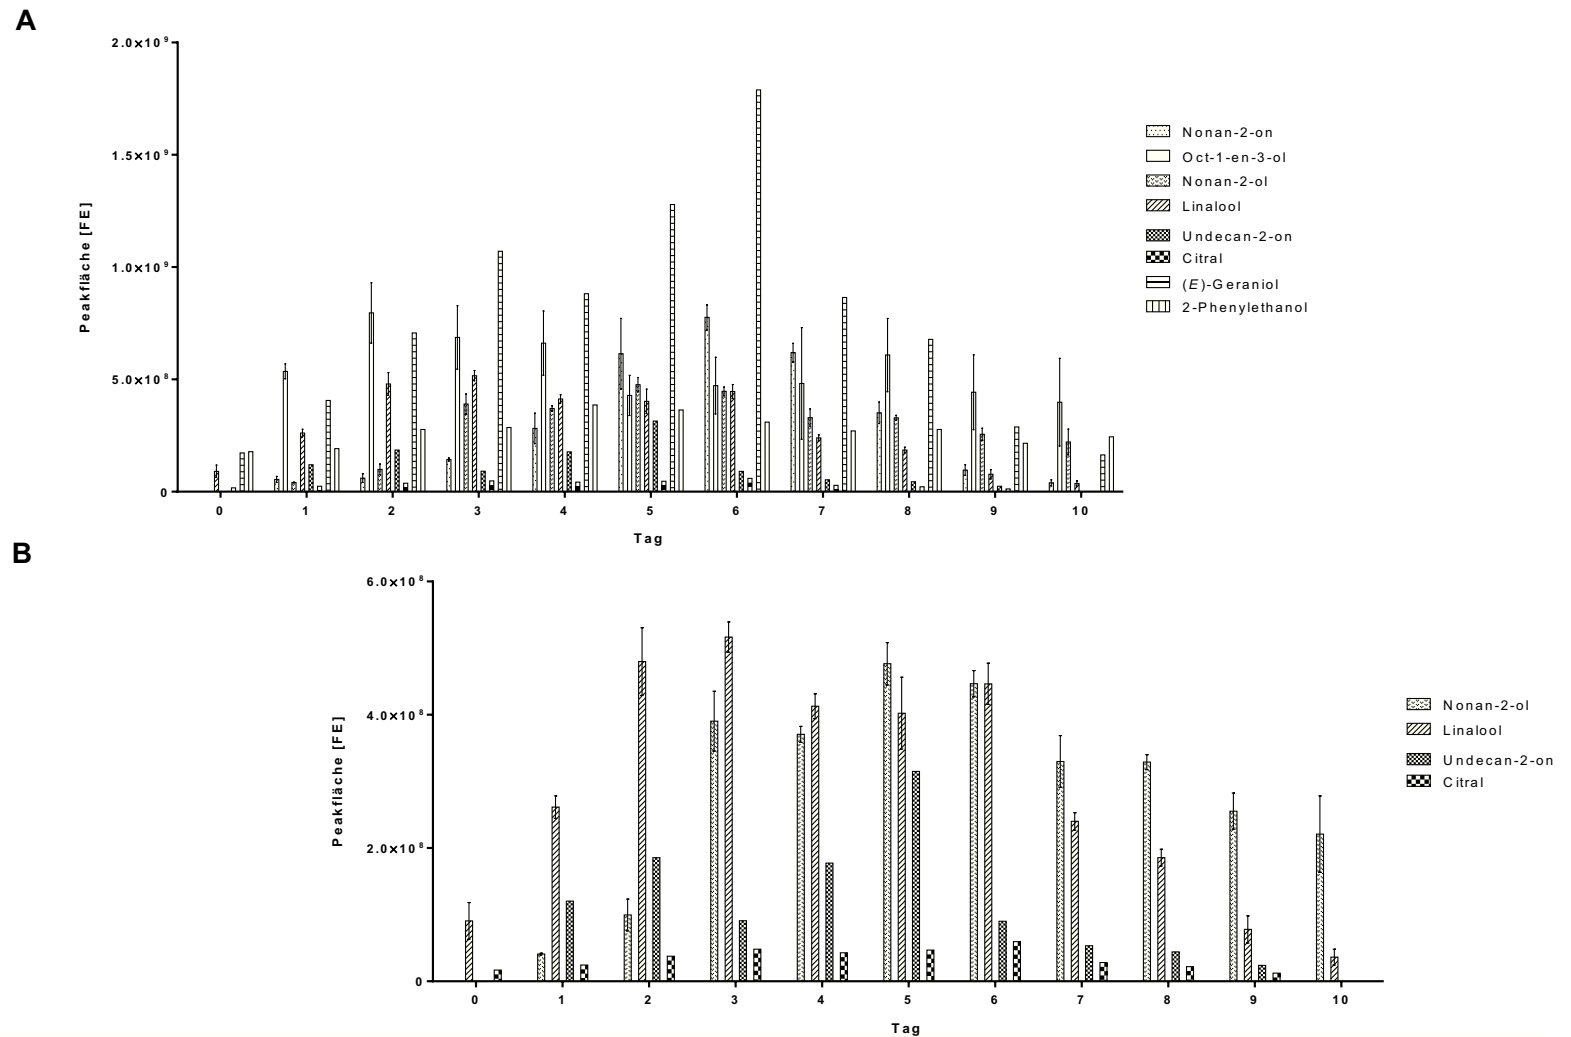 A
2.0×10⁹
1.5×10⁹
1.0×10⁹
5.0×10⁸
0
Peakfläche [FE]
0 1 2 3 4 5 6 7 8 9 10
Tag
Nonan-2-on
Oct-1-en-3-ol
Nonan-2-ol
Linalool
Undecan-2-on
Citral
(E)-Geraniol
2-Phenylethanol
B
6.0×10⁸
4.0×10⁸
2.0×10⁸
0
Peakfläche [FE]
0 1 2 3 4 5 6 7 8 9 10
Tag
Nonan-2-ol
Linalool
Undecan-2-on
Citral